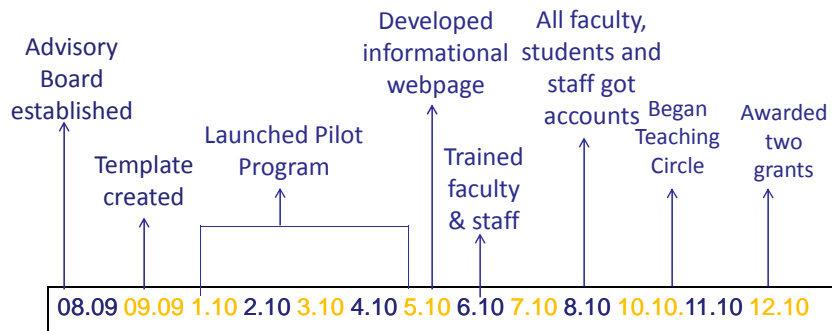 Advisory
Board
established
Template
created
Launched Pilot
Program
Developed
informational
webpage
Trained
faculty
& staff
All faculty,
students and
staff got
accounts
Began
Teaching
Circle
Awarded
two
grants
08.09 09.09 1.10 2.10 3.10 4.10 5.10 6.10 7.10 8.10 10.10.11.10 12.10